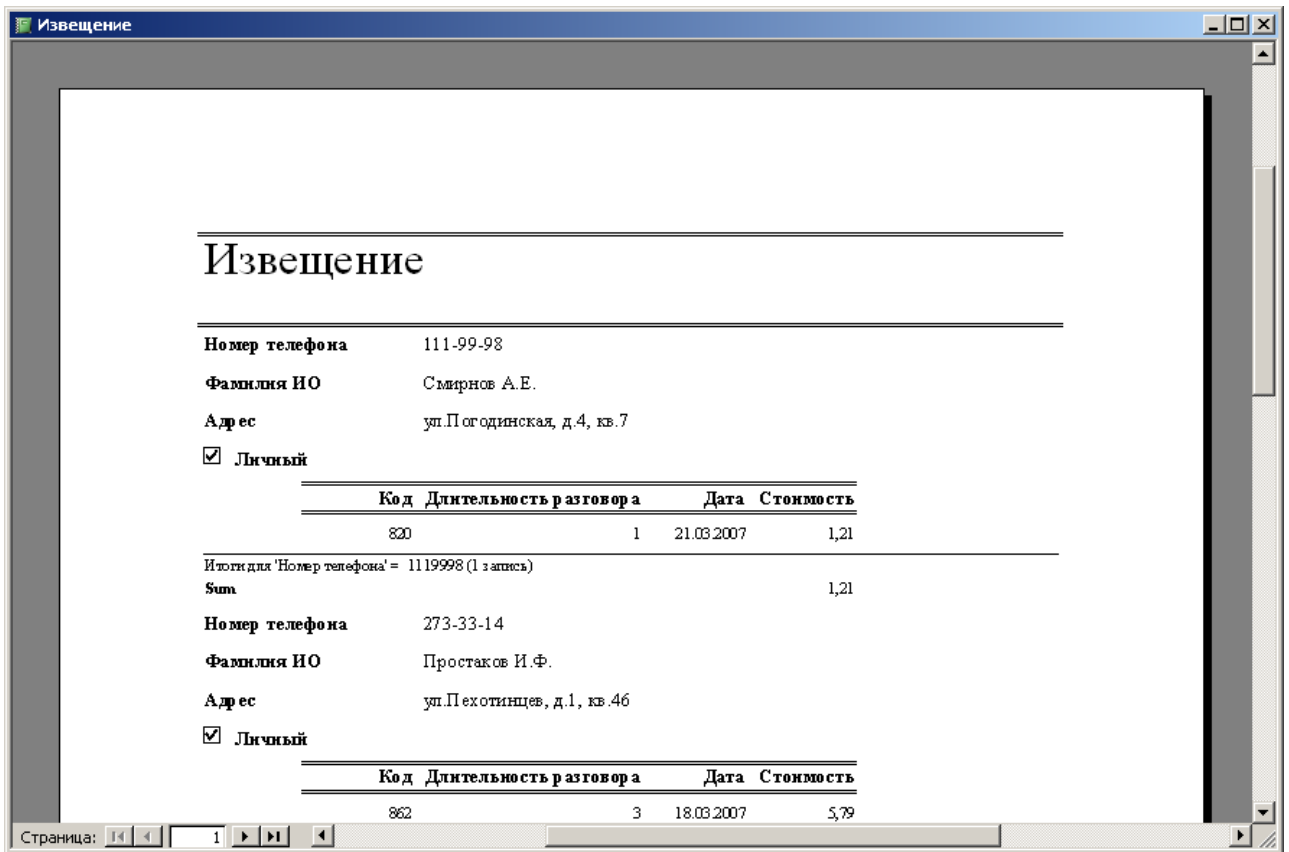 Извещение
Извещение
Номер телефона 111-99-98
Фамилия ИО Смирнов А.Е.
Адрес ул.Погодинская, д.4, кв.7
Личный
Код Длительность разговора Дата Стоимость
820 1 21.03.2007 1,21
Итоги для 'Номер телефона' = 1119998 (1 запись)
Sum 1,21
Номер телефона 273-33-14
Фамилия ИО Простаков И.Ф.
Адрес ул.Пехотинцев, д.1, кв.46
Личный
Код Длительность разговора Дата Стоимость
862 3 18.03.2007 5,79
Страница: 1